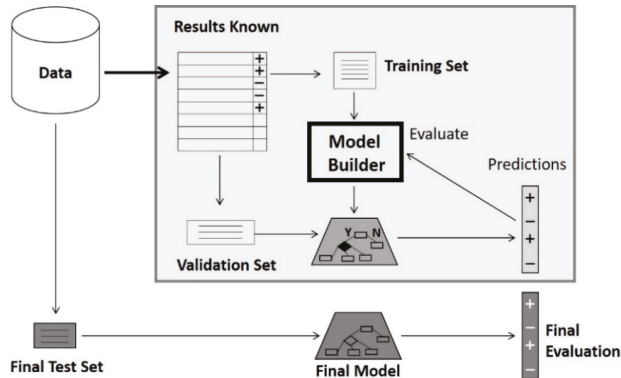 Results Known
+
+
−
−
+
Data
Training Set
Model
Builder
Evaluate
Predictions
Y N
+
−
+
−
Validation Set
+
−
+
−
Final
Evaluation
Final Test Set
Final Model